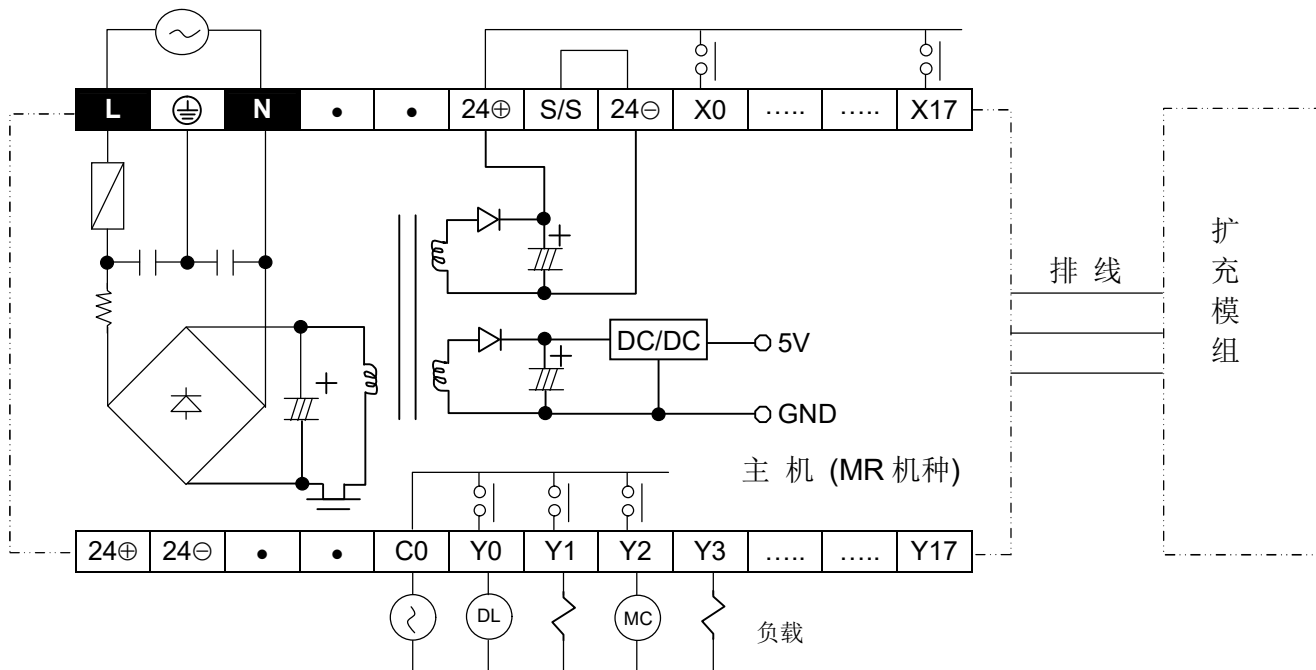 L ⏚ N • • 24⊕ S/S 24⊖ X0 ..... ..... X17
+
扩充模组
排 线
DC/DC
5V
+
+
GND
主 机 (MR 机种)
24⊕ 24⊖ • • C0 Y0 Y1 Y2 Y3 ..... ..... Y17
DL
MC
负载